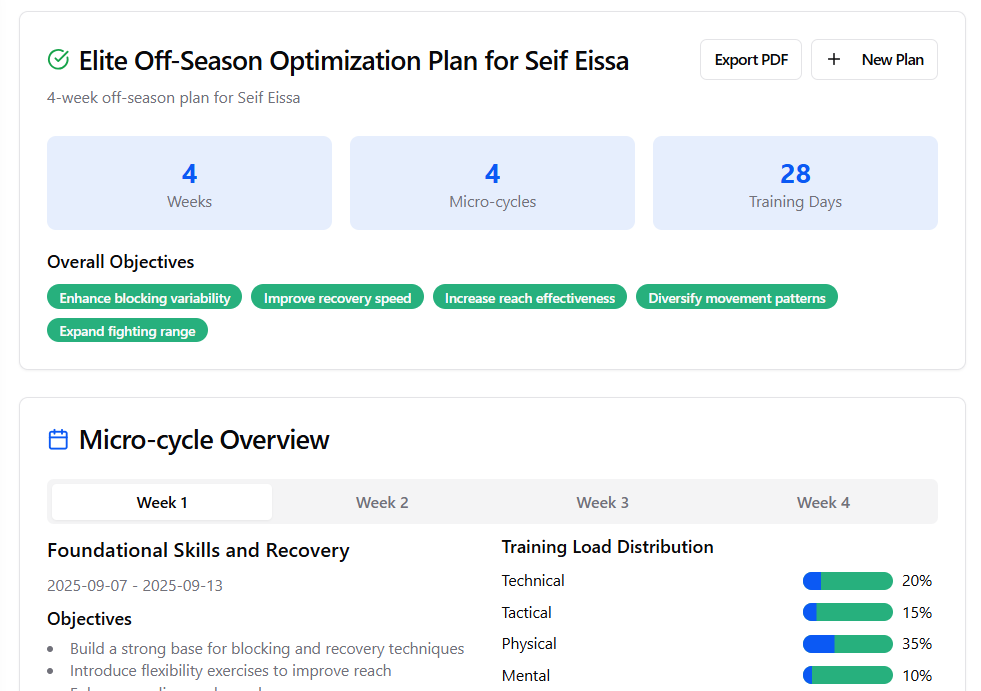 Elite Off-Season Optimization Plan for Seif Eissa
Export PDF
New Plan
4-week off-season plan for Seif Eissa
4
Weeks
4
Micro-cycles
28
Training Days
Overall Objectives
Enhance blocking variability
Improve recovery speed
Increase reach effectiveness
Diversify movement patterns
Expand fighting range
Micro-cycle Overview
Week 1
Week 2
Week 3
Week 4
Foundational Skills and Recovery
2025-09-07 - 2025-09-13
Objectives
Build a strong base for blocking and recovery techniques
Introduce flexibility exercises to improve reach
Training Load Distribution
Technical 20%
Tactical 15%
Physical 35%
Mental 10%